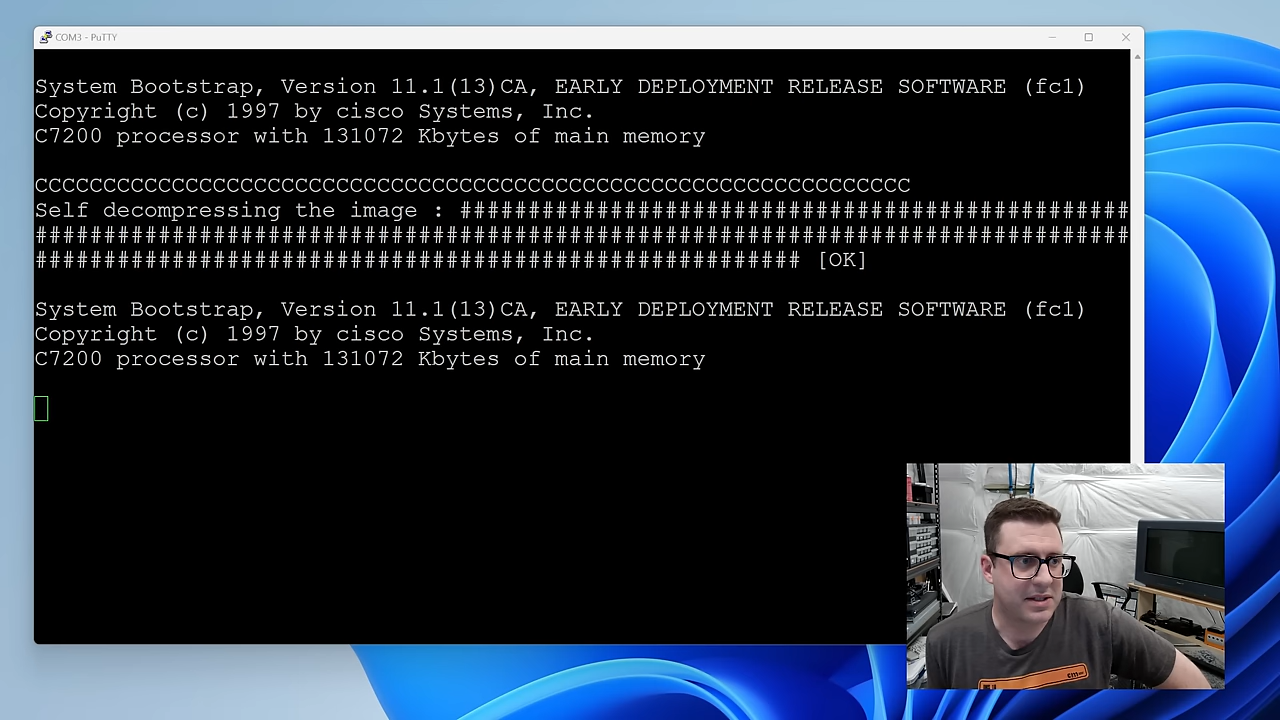 COM3 - PuTTY
System Bootstrap, Version 11.1(13)CA, EARLY DEPLOYMENT RELEASE SOFTWARE (fc1)
Copyright (c) 1997 by cisco Systems, Inc.
C7200 processor with 131072 Kbytes of main memory
CCCCCCCCCCCCCCCCCCCCCCCCCCCCCCCCCCCCCCCCCCCCCCCCCCCCCCCCCCCCCCCC
Self decompressing the image : #################################################
################################################################################
######################################################## [OK]
System Bootstrap, Version 11.1(13)CA, EARLY DEPLOYMENT RELEASE SOFTWARE (fc1)
Copyright (c) 1997 by cisco Systems, Inc.
C7200 processor with 131072 Kbytes of main memory